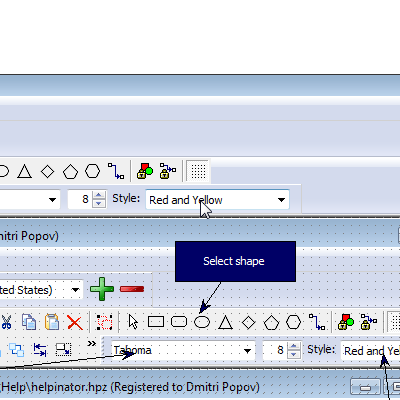 8 Style: Red and Yellow
mitri Popov)
Select shape
ted States)
Tahoma 8 Style: Red and Ye
Help\helpinator.hpz (Registered to Dmitri Popov)